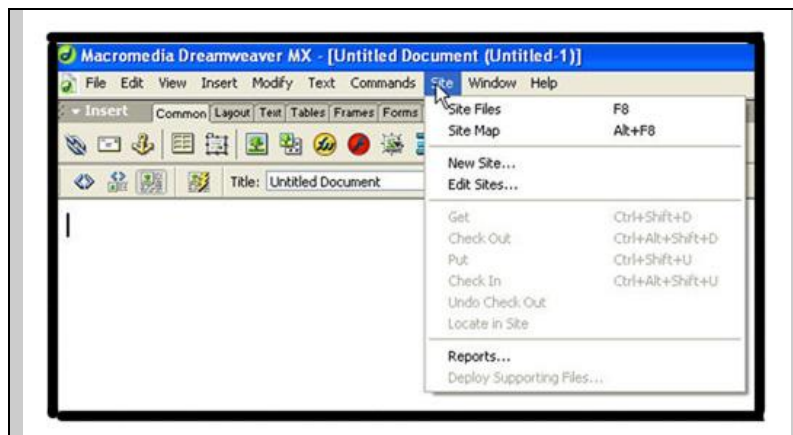 Macromedia Dreamweaver MX - [Untitled Document (Untitled-1)]
File Edit View Insert Modify Text Commands Site Window Help
Insert Common Layout Text Tables Frames Forms
Title: Untitled Document
Site Files F8
Site Map Alt+F8
New Site...
Edit Sites...
Get Ctrl+Shift+D
Check Out Ctrl+Alt+Shift+D
Put Ctrl+Shift+U
Check In Ctrl+Alt+Shift+U
Undo Check Out
Locate in Site
Reports...
Deploy Supporting Files...